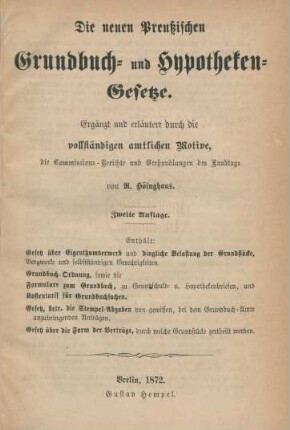 Die neuen Preußischen
Grundbuch- und Hypotheken-
Gesetze.
Ergänzt und erläutert durch die
vollständigen amtlichen Motive,
die Commissions-Berichte und Verhandlungen des Landtags
von R. Höinghaus.
Zweite Auflage.
Enthält:
Gesetz über Eigenthumserwerb und dingliche Belastung der Grundstücke,
Bergwerke und selbstständigen Gerechtigkeiten.
Grundbuch-Ordnung, sowie die
Formulare zum Grundbuch, zu Grundschuld- u. Hypothekenbriefen, und
Kostentarif für Grundbuchsachen.
Gesetz, betr. die Stempel-Abgaben von gewissen, bei dem Grundbuch-Amte
anzubringenden Anträgen.
Gesetz über die Form der Verträge, durch welche Grundstücke zertheilt werden.
Berlin, 1872.
Gustav Hempel.